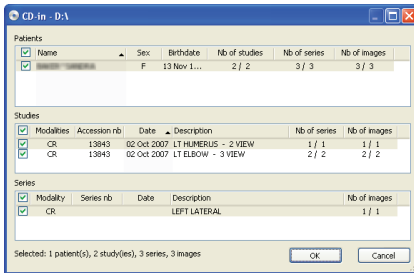 CD-in - D:\
Patients
Name Sex Birthdate Nb of studies Nb of series Nb of images
F 13 Nov 1... 2 / 2 3 / 3 3 / 3
Studies
Modalities Accession nb Date Description Nb of series Nb of images
CR 13843 02 Oct 2007 LT HUMERUS - 2 VIEW 1 / 1 1 / 1
CR 13843 02 Oct 2007 LT ELBOW - 3 VIEW 2 / 2 2 / 2
Series
Modality Series nb Date Description Nb of images
CR LEFT LATERAL 1 / 1
Selected: 1 patient(s), 2 study(ies), 3 series, 3 images
OK Cancel